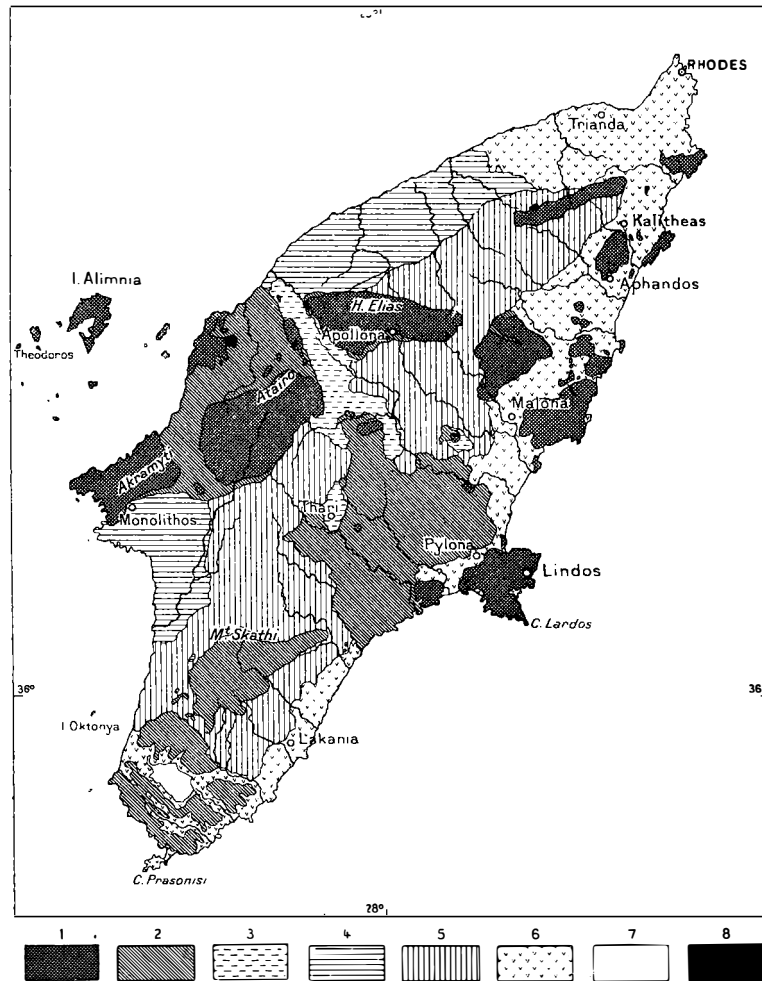 RHODES
Trianda
Kalitheas
Aphandos
I. Alimnia
H. Elias
Apollona
Theodoros
Atairo
Malona
Akramyti
Monolithos
Thari
Pylona
Lindos
C. Lardos
Mt. Skathi
36°
36
I Oktonya
Lakania
C. Prasonisi
28°
1 2 3 4 5 6 7 8